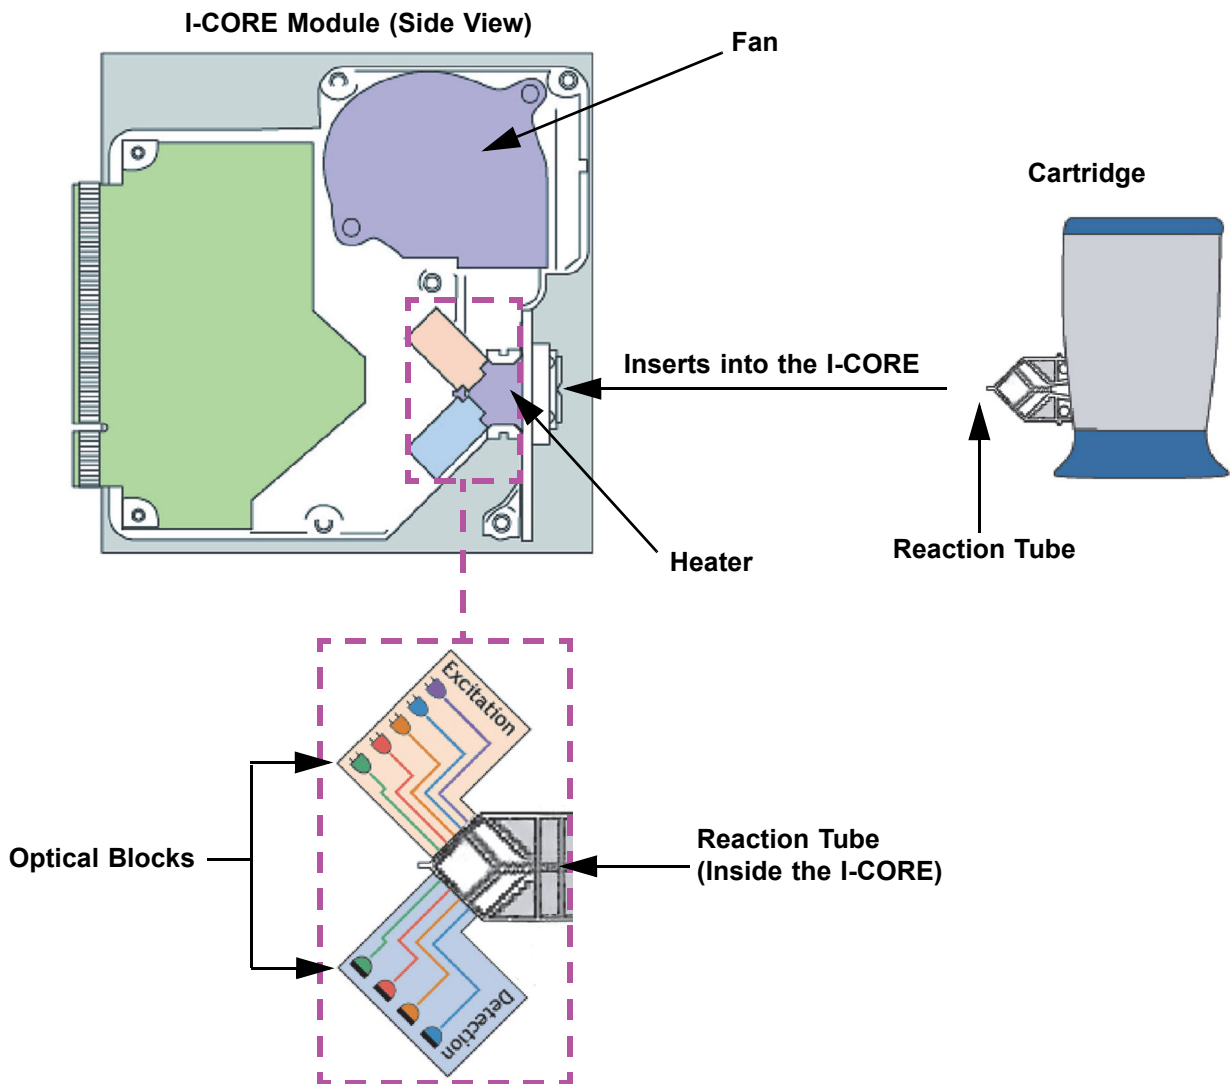 I-CORE Module (Side View)
Fan
Cartridge
Inserts into the I-CORE
Reaction Tube
Heater
Excitation
Optical Blocks
Reaction Tube
(Inside the I-CORE)
Detection